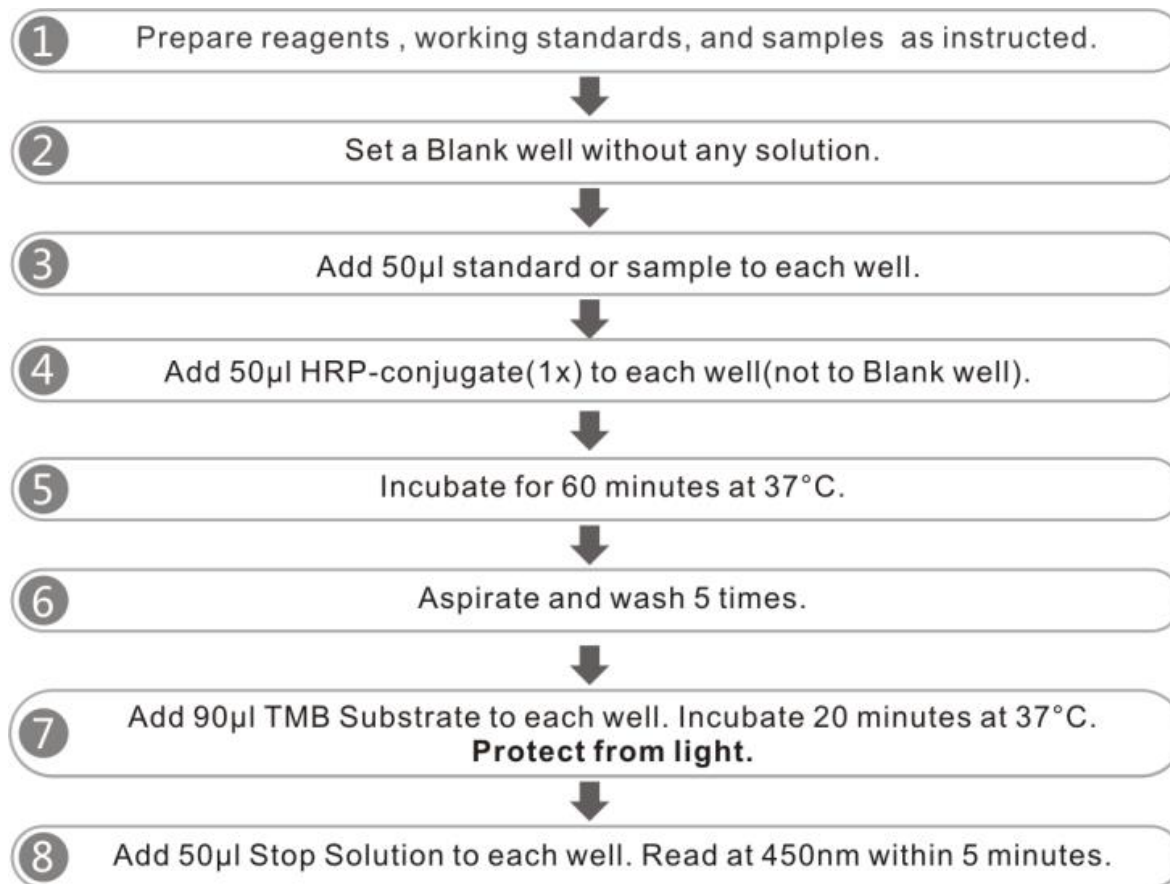 1 Prepare reagents , working standards, and samples as instructed.
2 Set a Blank well without any solution.
3 Add 50µl standard or sample to each well.
4 Add 50µl HRP-conjugate(1x) to each well(not to Blank well).
5 Incubate for 60 minutes at 37°C.
6 Aspirate and wash 5 times.
7 Add 90µl TMB Substrate to each well. Incubate 20 minutes at 37°C.
Protect from light.
8 Add 50µl Stop Solution to each well. Read at 450nm within 5 minutes.